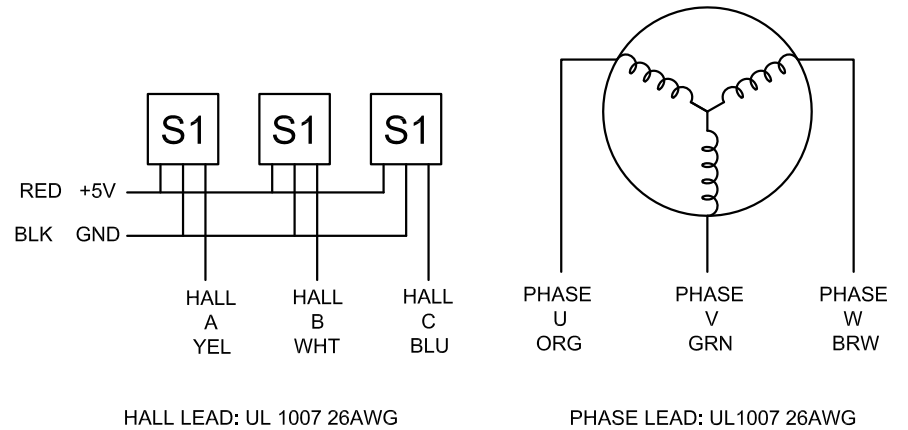 S1 S1 S1
RED +5V
BLK GND
HALL
A
YEL
HALL
B
WHT
HALL
C
BLU
HALL LEAD: UL 1007 26AWG
PHASE
U
ORG
PHASE
V
GRN
PHASE
W
BRW
PHASE LEAD: UL1007 26AWG